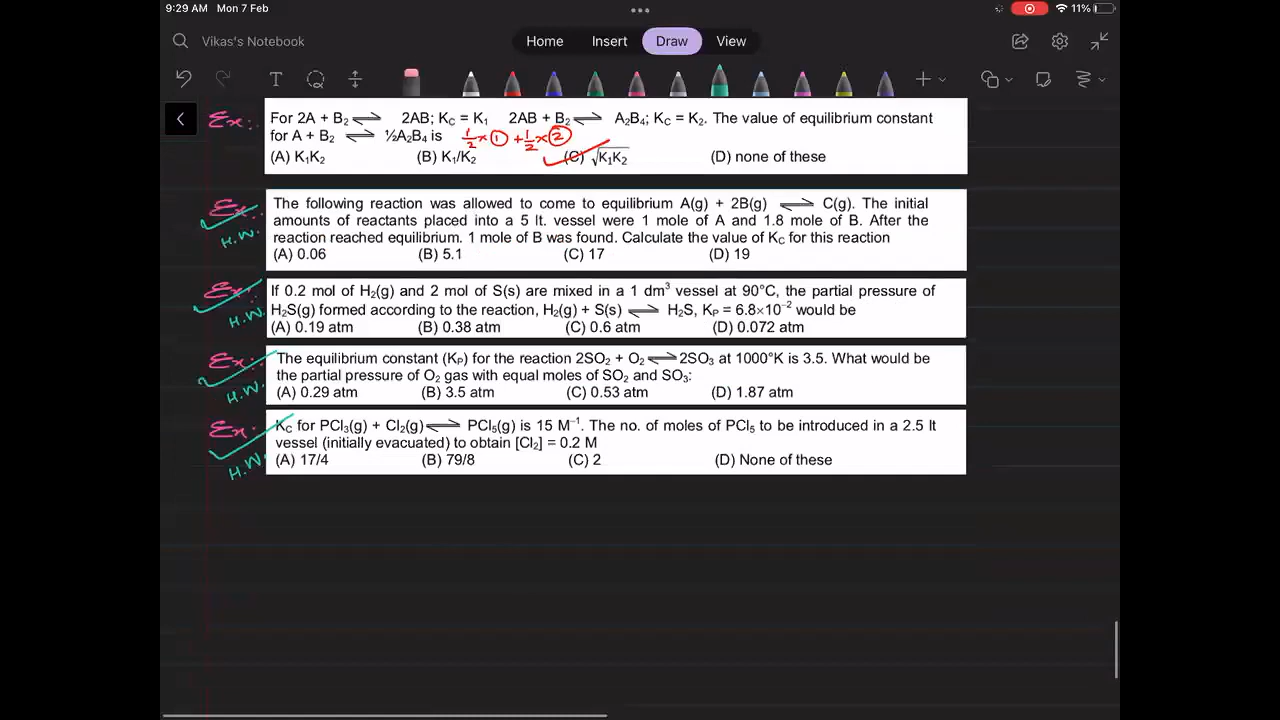 9:29 AM Mon 7 Feb
11%
Vikas's Notebook
Home Insert Draw View
Ex:
For 2A + B₂ ⇌ 2AB; K_C = K₁ 2AB + B₂ ⇌ A₂B₄; K_C = K₂. The value of equilibrium constant
for A + B₂ ⇌ ½A₂B₄ is ½ × ① + ½ × ②
(A) K₁K₂ (B) K₁/K₂ (C) √K₁K₂ (D) none of these
Ex:
H.W.
The following reaction was allowed to come to equilibrium A(g) + 2B(g) ⇌ C(g). The initial
amounts of reactants placed into a 5 lt. vessel were 1 mole of A and 1.8 mole of B. After the
reaction reached equilibrium. 1 mole of B was found. Calculate the value of K_C for this reaction
(A) 0.06 (B) 5.1 (C) 17 (D) 19
Ex:
H.W.
If 0.2 mol of H₂(g) and 2 mol of S(s) are mixed in a 1 dm³ vessel at 90°C, the partial pressure of
H₂S(g) formed according to the reaction, H₂(g) + S(s) ⇌ H₂S, K_P = 6.8×10⁻² would be
(A) 0.19 atm (B) 0.38 atm (C) 0.6 atm (D) 0.072 atm
Ex:
H.W.
The equilibrium constant (K_P) for the reaction 2SO₂ + O₂ ⇌ 2SO₃ at 1000°K is 3.5. What would be
the partial pressure of O₂ gas with equal moles of SO₂ and SO₃:
(A) 0.29 atm (B) 3.5 atm (C) 0.53 atm (D) 1.87 atm
Ex:
H.W.
K_C for PCl₃(g) + Cl₂(g) ⇌ PCl₅(g) is 15 M⁻¹. The no. of moles of PCl₅ to be introduced in a 2.5 lt
vessel (initially evacuated) to obtain [Cl₂] = 0.2 M
(A) 17/4 (B) 79/8 (C) 2 (D) None of these